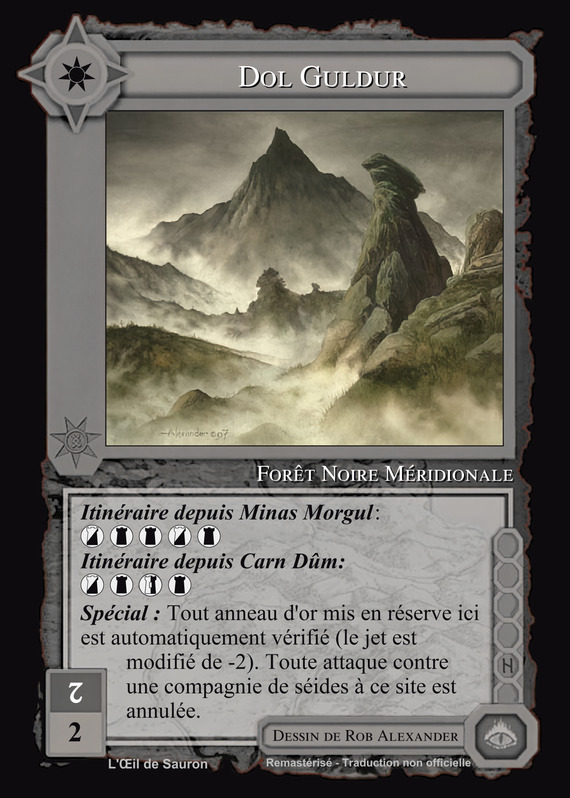 Dol Guldur
Alexander ©07
Forêt Noire Méridionale
Itinéraire depuis Minas Morgul:
Itinéraire depuis Carn Dûm:
Spécial : Tout anneau d'or mis en réserve ici
est automatiquement vérifié (le jet est
modifié de -2). Toute attaque contre
une compagnie de séides à ce site est
annulée.
2
Dessin de Rob Alexander
L'Œil de Sauron
Remastérisé - Traduction non officielle